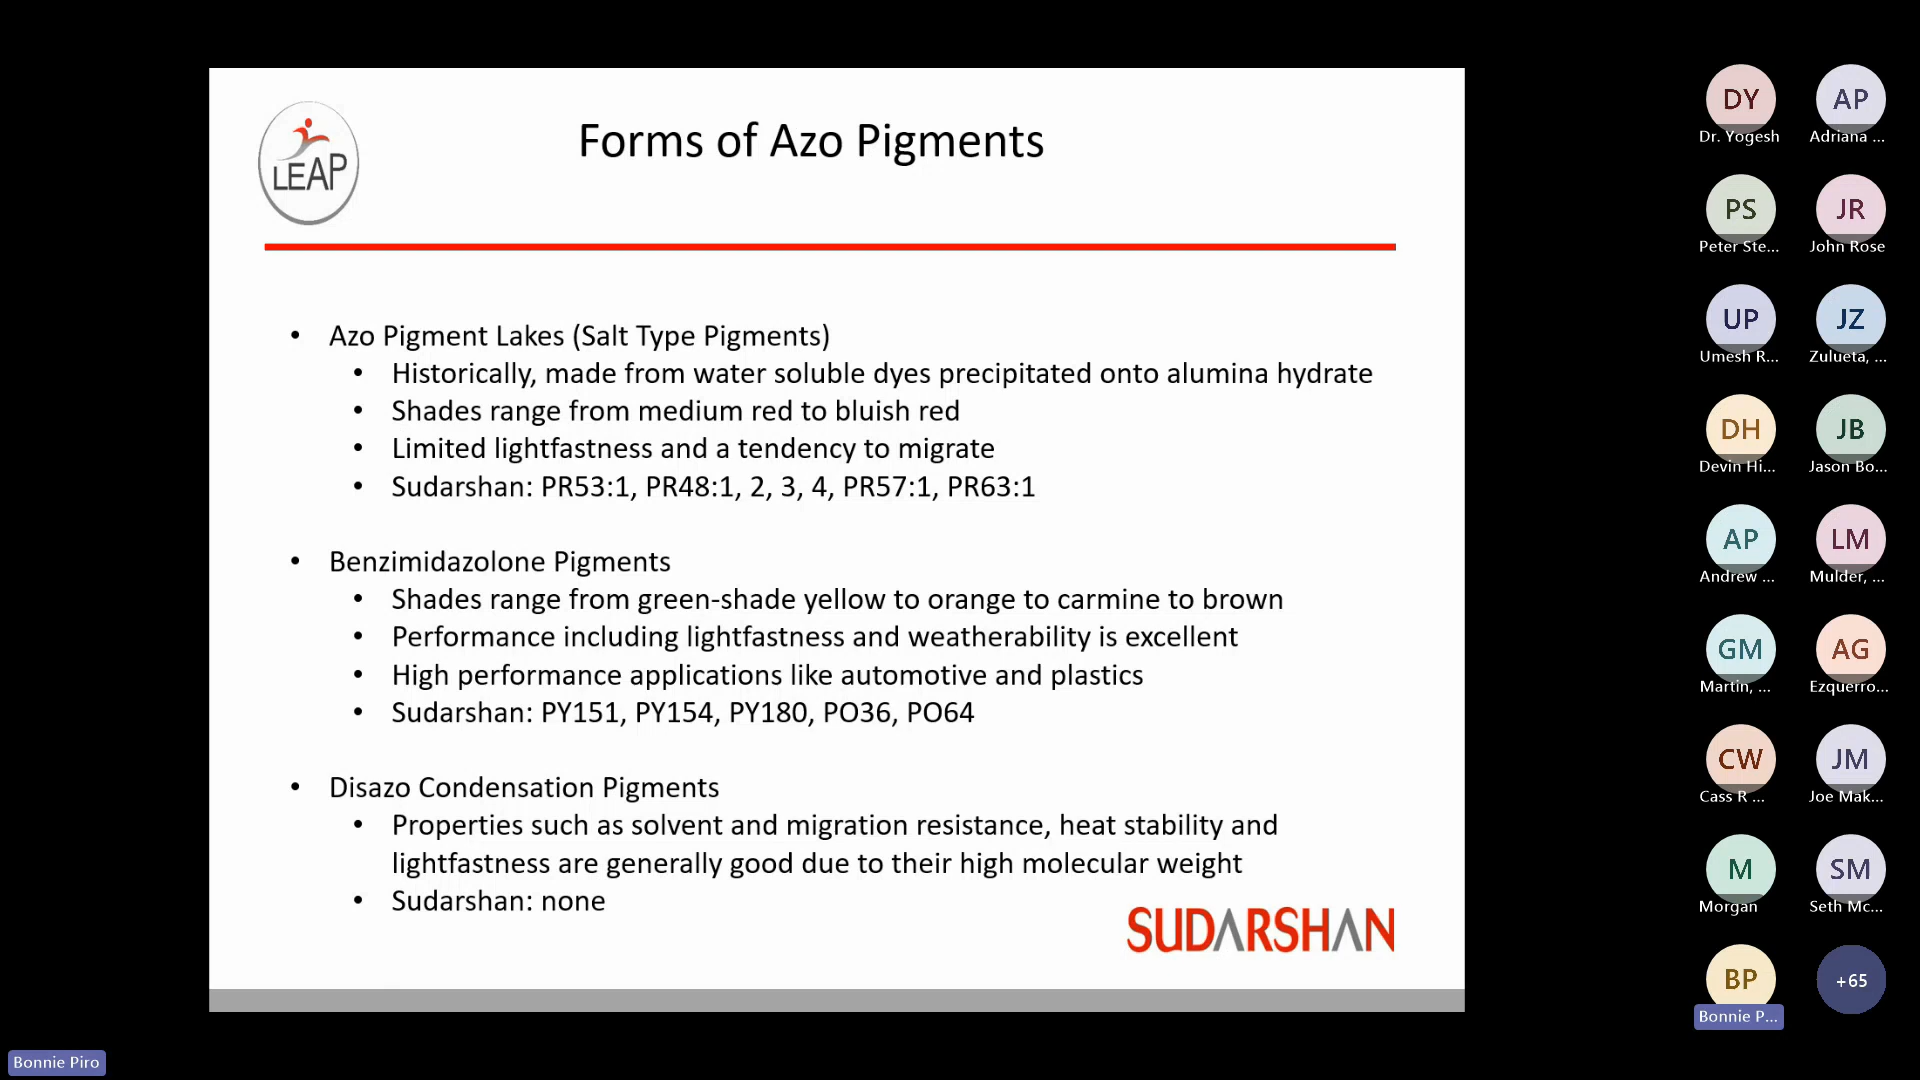 LEAP
Forms of Azo Pigments
• Azo Pigment Lakes (Salt Type Pigments)
• Historically, made from water soluble dyes precipitated onto alumina hydrate
• Shades range from medium red to bluish red
• Limited lightfastness and a tendency to migrate
• Sudarshan: PR53:1, PR48:1, 2, 3, 4, PR57:1, PR63:1
• Benzimidazolone Pigments
• Shades range from green-shade yellow to orange to carmine to brown
• Performance including lightfastness and weatherability is excellent
• High performance applications like automotive and plastics
• Sudarshan: PY151, PY154, PY180, PO36, PO64
• Disazo Condensation Pigments
• Properties such as solvent and migration resistance, heat stability and
lightfastness are generally good due to their high molecular weight
• Sudarshan: none
SUDARSHAN
DY AP
Dr. Yogesh Adriana ...
PS JR
Peter Ste... John Rose
UP JZ
Umesh R... Zulueta, ...
DH JB
Devin Hi... Jason Bo...
AP LM
Andrew ... Mulder, ...
GM AG
Martin, ... Ezquerro...
CW JM
Cass R ... Joe Mak...
M SM
Morgan Seth Mc...
BP +65
Bonnie P...
Bonnie Piro